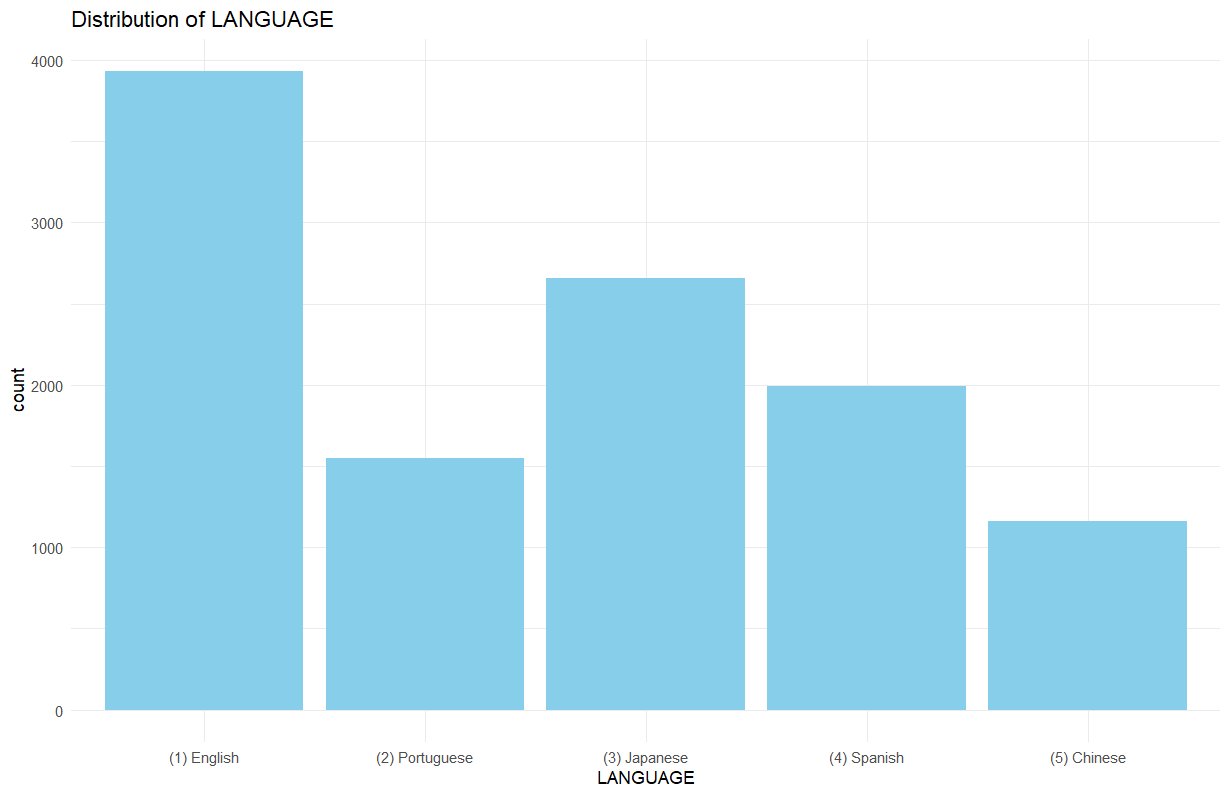 Distribution of LANGUAGE
count
4000
3000
2000
1000
0
(1) English (2) Portuguese (3) Japanese (4) Spanish (5) Chinese
LANGUAGE